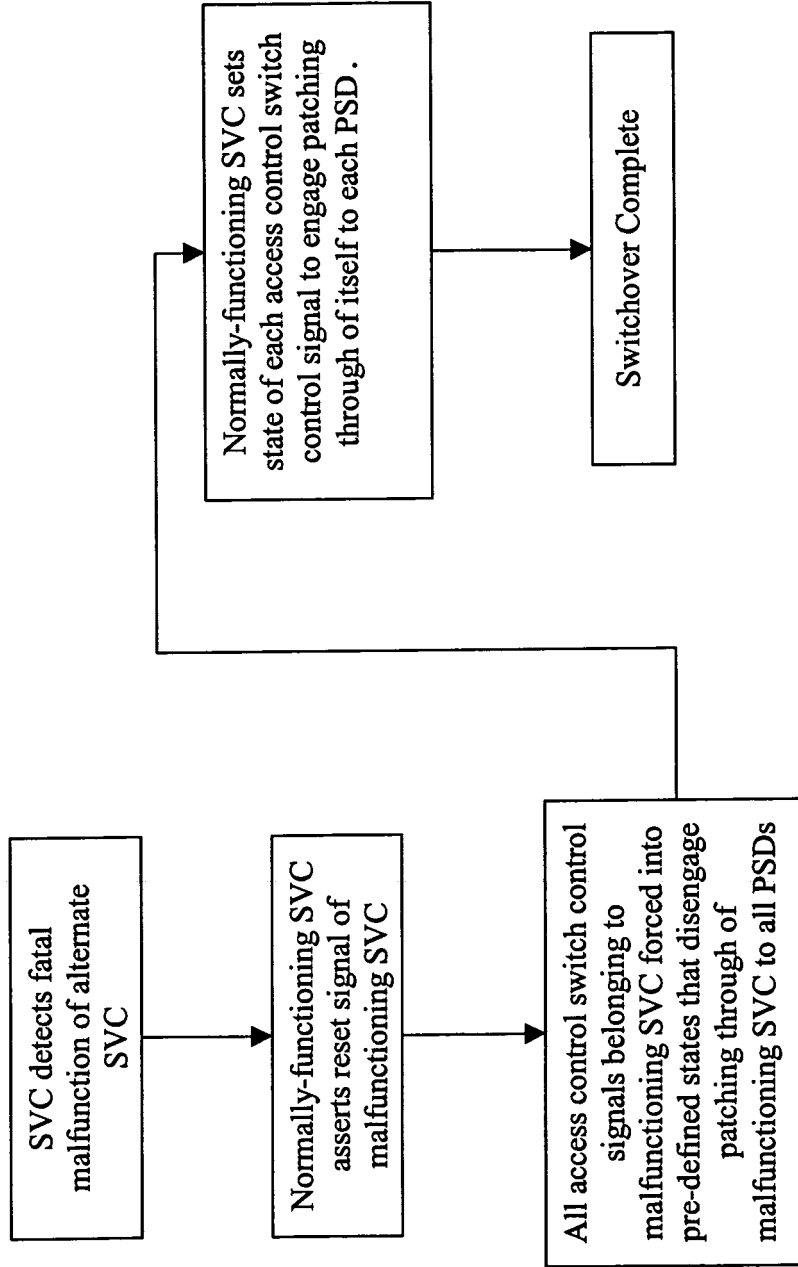 SVC detects fatal
malfunction of alternate
SVC
Normally-functioning SVC
asserts reset signal of
malfunctioning SVC
All access control switch control
signals belonging to
malfunctioning SVC forced into
pre-defined states that disengage
patching through of
malfunctioning SVC to all PSDs
Normally-functioning SVC sets
state of each access control switch
control signal to engage patching
through of itself to each PSD.
Switchover Complete